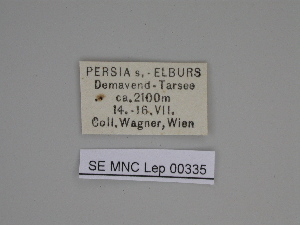 PERSIA s. - ELBURS
Demavend - Tarsee
ca. 2100m
14. -16. VII.
Coll. Wagner, Wien
SE MNC Lep 00335